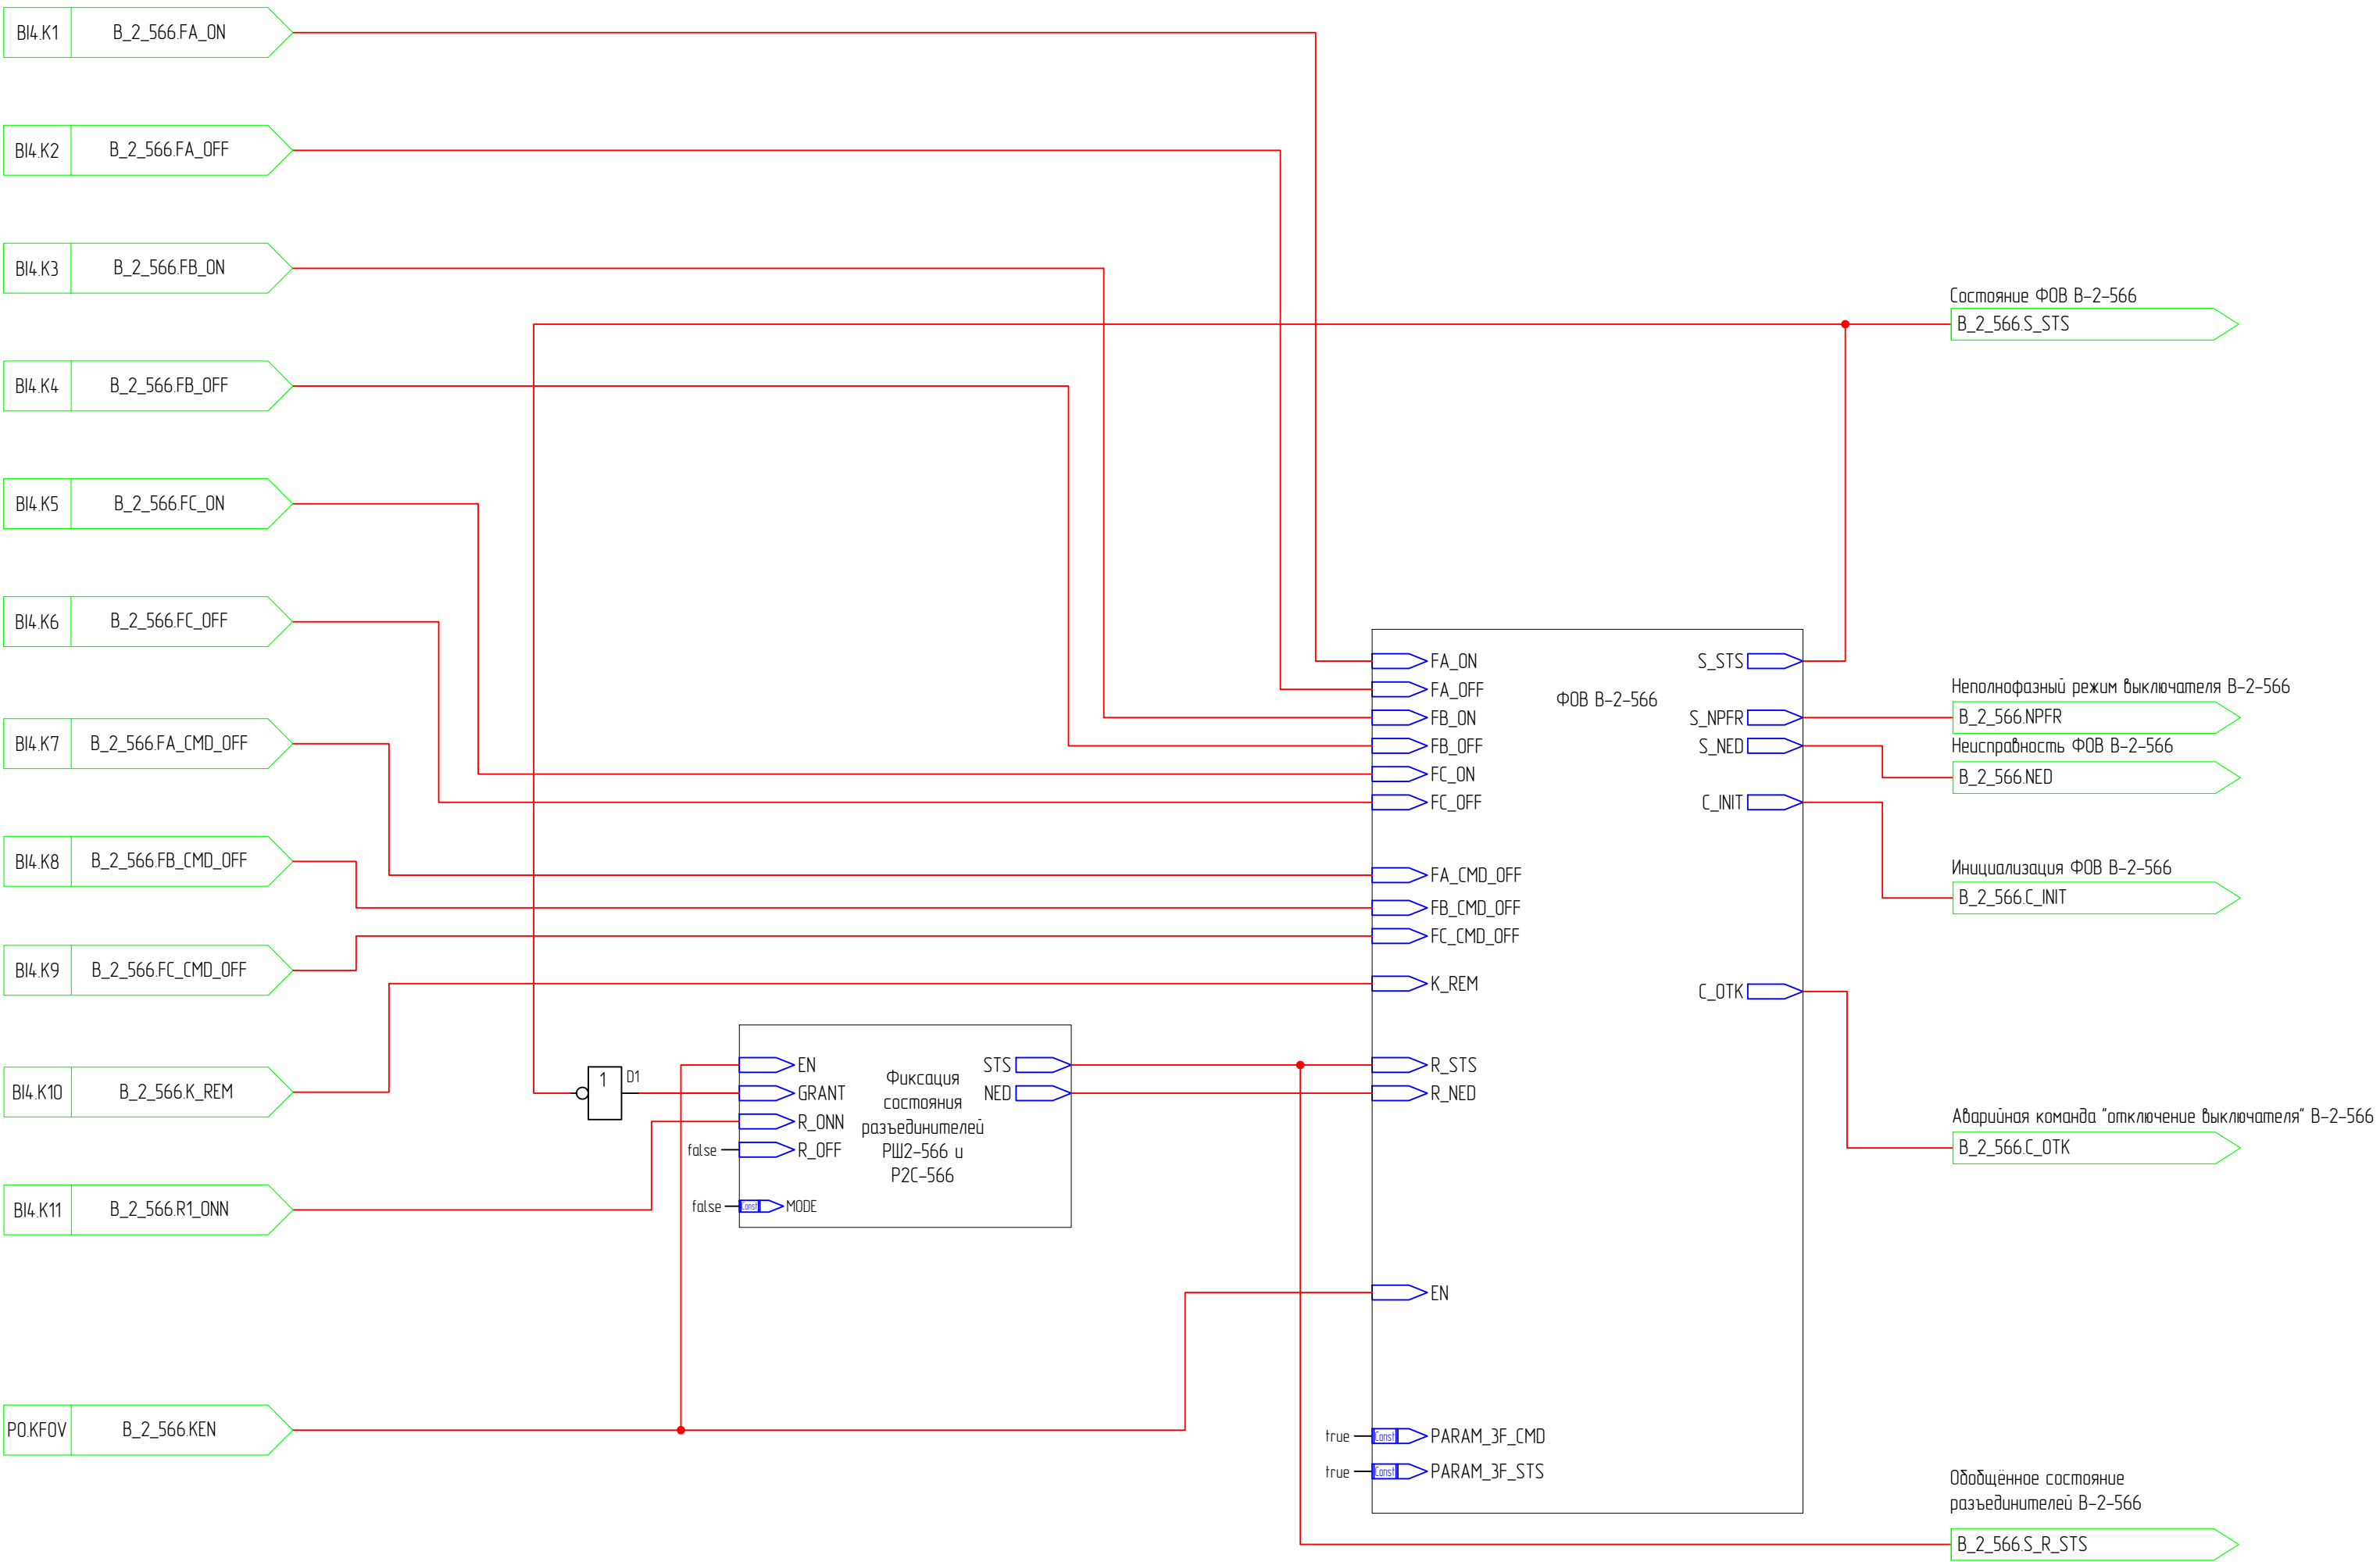 BI4.K1 B_2_566.FA_ON
BI4.K2 B_2_566.FA_OFF
BI4.K3 B_2_566.FB_ON
BI4.K4 B_2_566.FB_OFF
BI4.K5 B_2_566.FC_ON
BI4.K6 B_2_566.FC_OFF
BI4.K7 B_2_566.FA_CMD_OFF
BI4.K8 B_2_566.FB_CMD_OFF
BI4.K9 B_2_566.FC_CMD_OFF
BI4.K10 B_2_566.K_REM
BI4.K11 B_2_566.R1_ONN
PO.KFOV B_2_566.KEN
1 D1
EN
GRANT
R_ONN
false R_OFF
false Const MODE
Фиксация
состояния
разъединителей
РШ2-566 и
Р2С-566
STS
NED
ФОВ В-2-566
FA_ON
FA_OFF
FB_ON
FB_OFF
FC_ON
FC_OFF
FA_CMD_OFF
FB_CMD_OFF
FC_CMD_OFF
K_REM
R_STS
R_NED
EN
true Const PARAM_3F_CMD
true Const PARAM_3F_STS
S_STS
S_NPFR
S_NED
C_INIT
C_OTK
Состояние ФОВ В-2-566
B_2_566.S_STS
Неполнофазный режим выключателя В-2-566
B_2_566.NPFR
Неисправность ФОВ В-2-566
B_2_566.NED
Инициализация ФОВ В-2-566
B_2_566.C_INIT
Аварийная команда "отключение выключателя" В-2-566
B_2_566.C_OTK
Обобщённое состояние
разъединителей В-2-566
B_2_566.S_R_STS